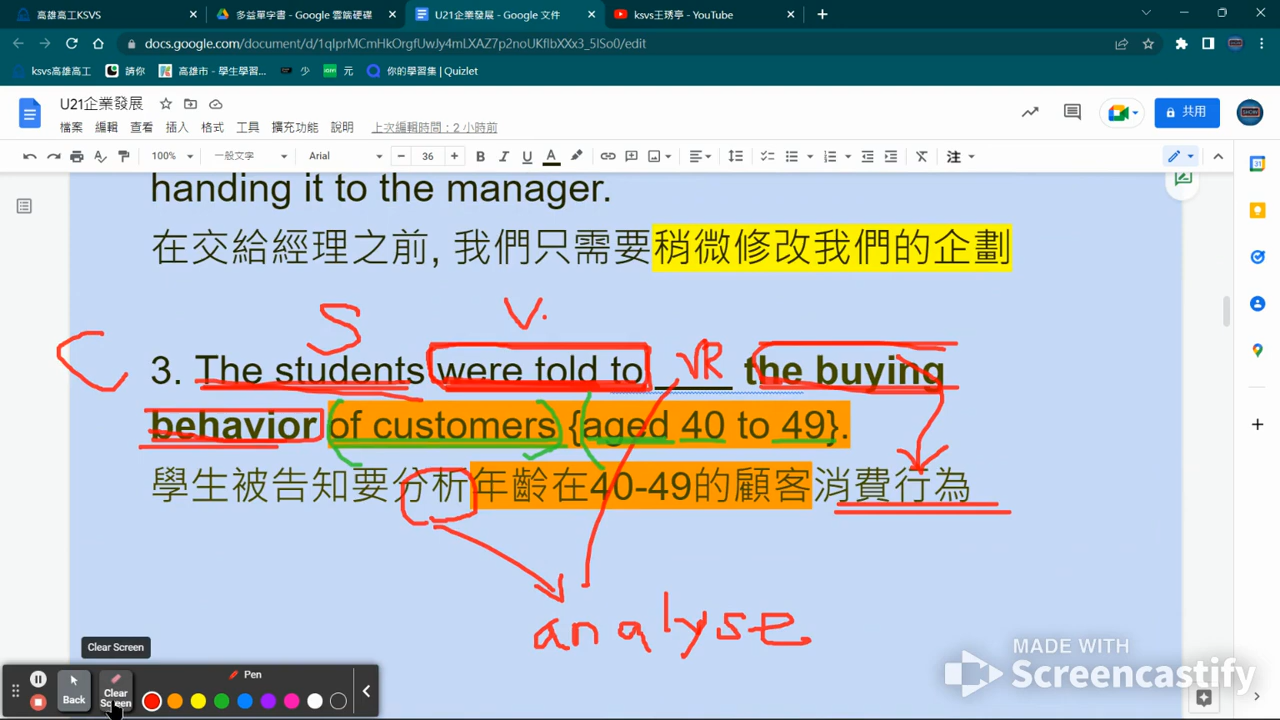 高雄高工KSVS
多益單字書 - Google 雲端硬碟
U21企業發展 - Google 文件
ksvs王琇亭 - YouTube
docs.google.com/document/d/1qIprMCmHkOrgfUwJy4mLXAZ7p2noUKflbXXx3_5lSo0/edit
ksvs高雄高工
請你
高雄市 - 學生學習...
少
元
你的學習集 | Quizlet
U21企業發展
檔案 編輯 查看 插入 格式 工具 擴充功能 說明 上次編輯時間：2 小時前
共用
100% 一般文字 Arial − 36 + B I U A 注
handing it to the manager.
在交給經理之前, 我們只需要稍微修改我們的企劃
S V.
C
3. The students were told to ____ VR the buying
behavior of customers {aged 40 to 49}.
學生被告知要分析年齡在40-49的顧客消費行為
analyse
Clear Screen
Pen
Back
Clear Screen
MADE WITH
Screencastify